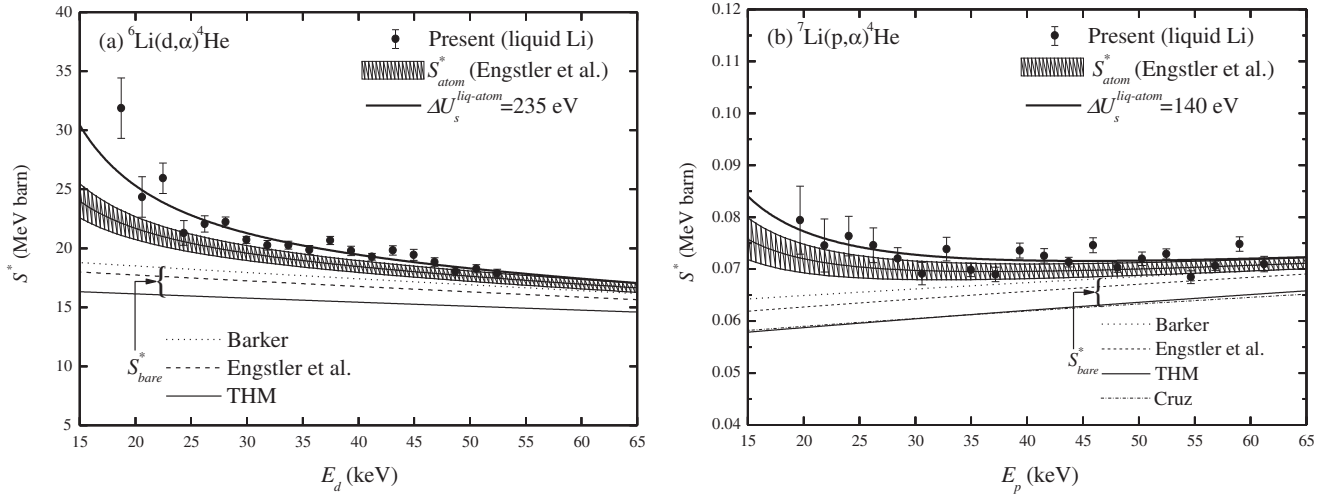 (a) ⁶Li(d,α)⁴He
Present (liquid Li)
S*atom (Engstler et al.)
ΔUs^liq-atom=235 eV
S* (MeV barn)
40
35
30
25
20
15
10
5
S*bare
Barker
Engstler et al.
THM
15 20 25 30 35 40 45 50 55 60 65
E_d (keV)
(b) ⁷Li(p,α)⁴He
Present (liquid Li)
S*atom (Engstler et al.)
ΔUs^liq-atom=140 eV
S* (MeV barn)
0.12
0.11
0.10
0.09
0.08
0.07
0.06
0.05
0.04
S*bare
Barker
Engstler et al.
THM
Cruz
15 20 25 30 35 40 45 50 55 60 65
E_p (keV)